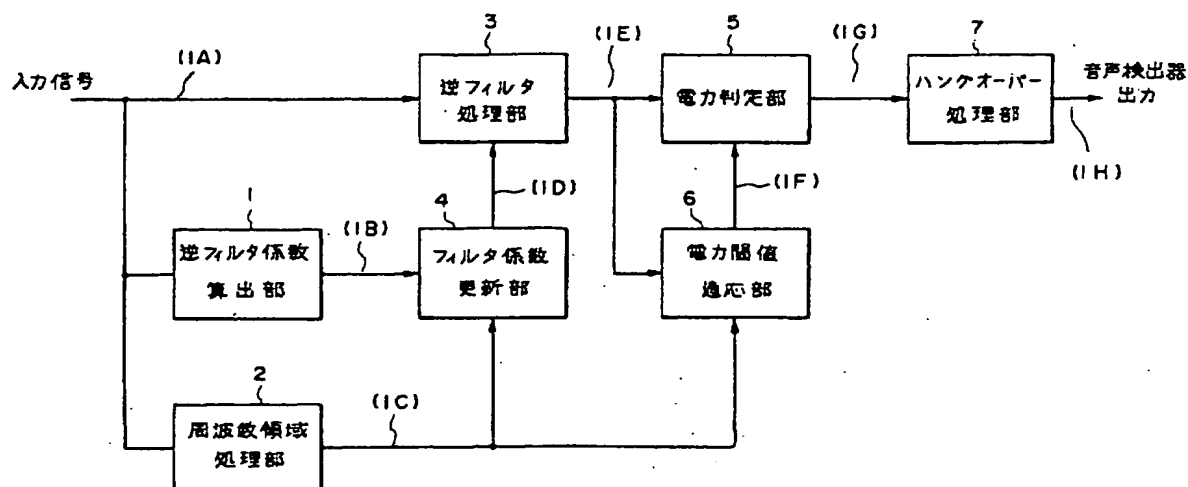 入力信号
(1A)
3
逆フィルタ
処理部
(1E)
5
電力判定部
(1G)
7
ハングオーバー
処理部
音声検出器
出力
(1H)
(1D)
(1F)
1
逆フィルタ係数
算出部
(1B)
4
フィルタ係数
更新部
6
電力閾値
適応部
2
周波数領域
処理部
(1C)